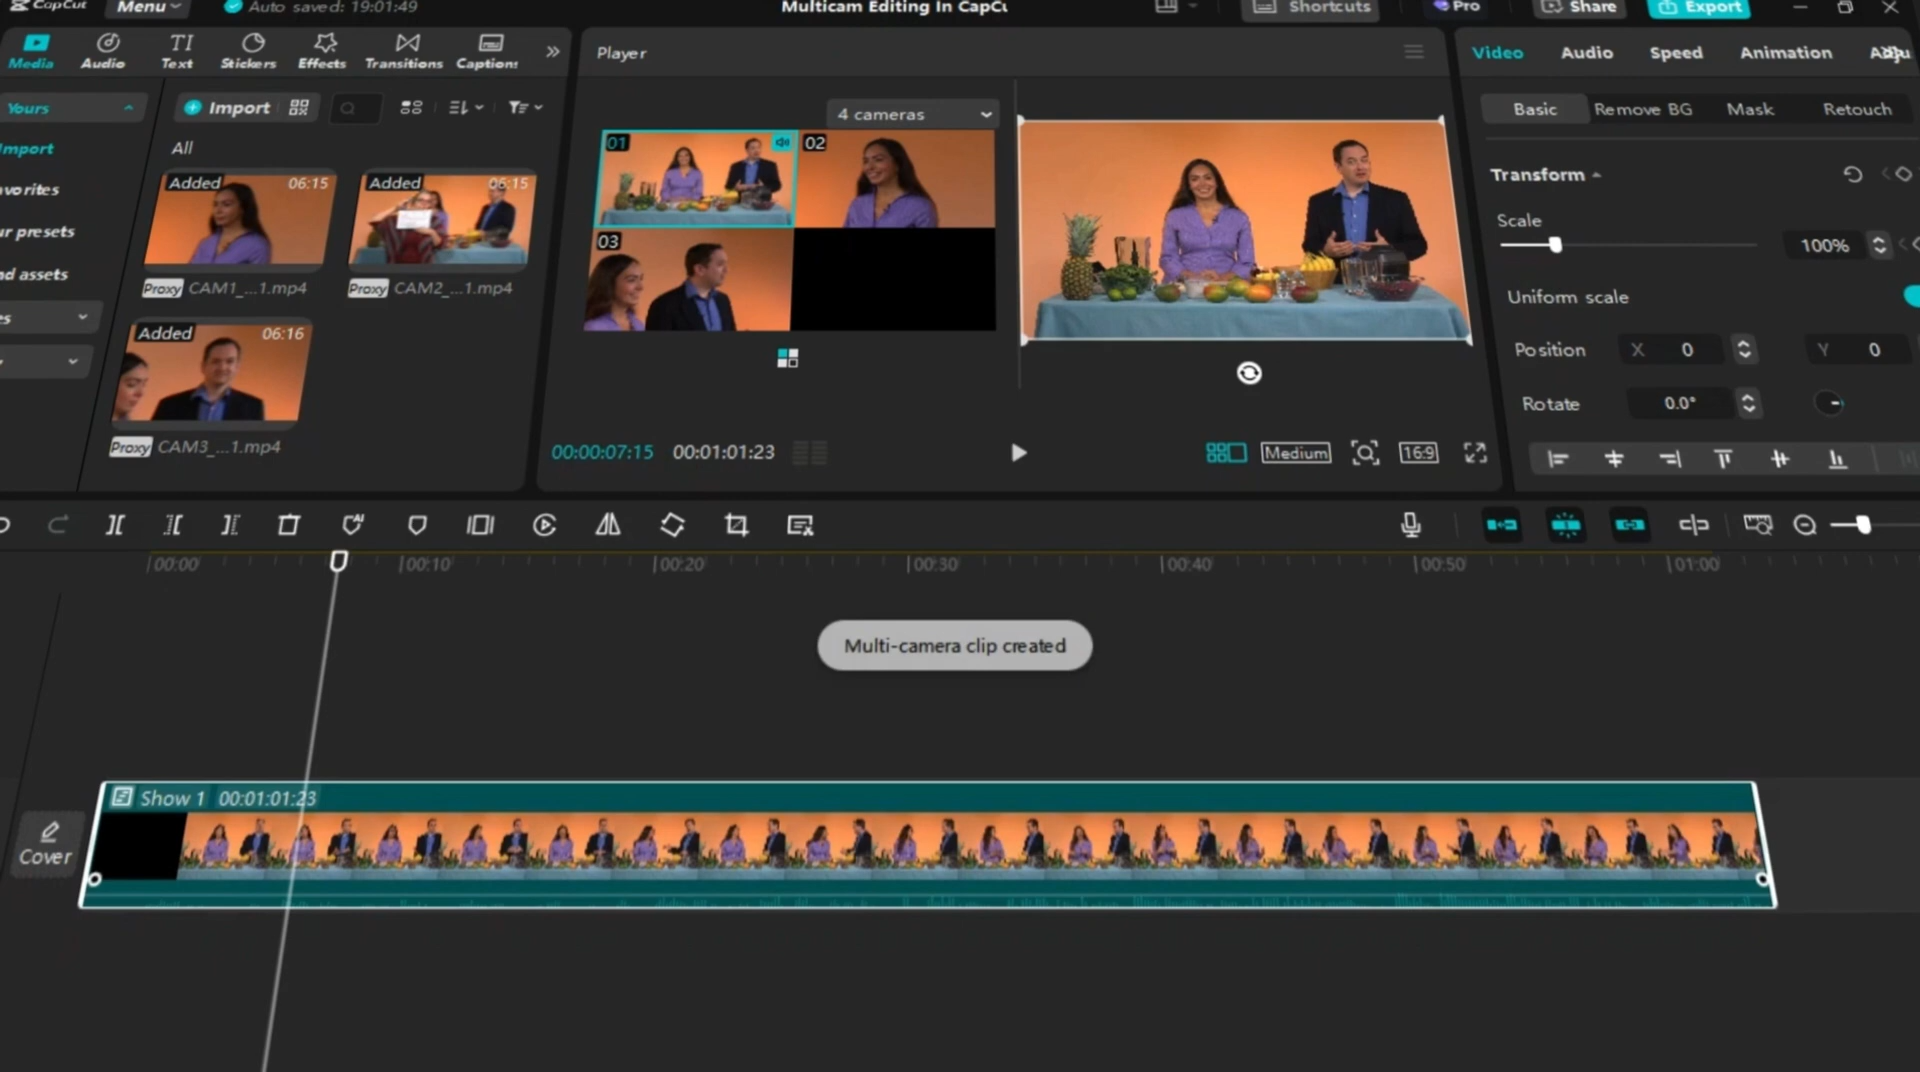 CapCut
Menu
Auto saved: 19:01:49
Multicam Editing In CapCu
Shortcuts
Pro
Share
Export
Media
Audio
TI
Text
Stickers
Effects
Transitions
Captions
Player
Video
Audio
Speed
Animation
Yours
Import
All
4 cameras
Basic
Remove BG
Mask
Retouch
Import
vorites
ur presets
nd assets
es
Added 06:15
Added 06:15
Proxy CAM1_...1.mp4
Proxy CAM2_...1.mp4
Added 06:16
Proxy CAM3_...1.mp4
01
02
03
Transform
Scale
100%
Uniform scale
Position X 0 Y 0
Rotate 0.0°
00:00:07:15 00:01:01:23
Medium
16:9
00:00 00:10 00:20 00:30 00:40 00:50 01:00
Multi-camera clip created
Show 1 00:01:01:23
Cover